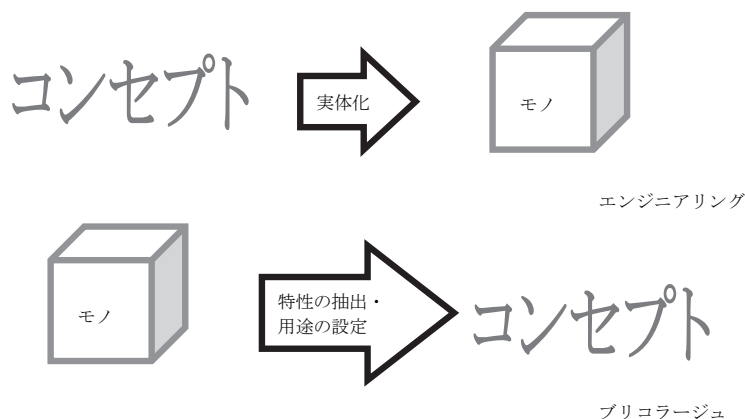 コンセプト
実体化
モノ
エンジニアリング
モノ
特性の抽出・
用途の設定
コンセプト
ブリコラージュ